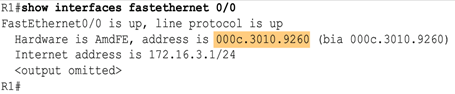 R1#show interfaces fastethernet 0/0
FastEthernet0/0 is up, line protocol is up
Hardware is AmdFE, address is 000c.3010.9260 (bia 000c.3010.9260)
Internet address is 172.16.3.1/24
<output omitted>
R1#